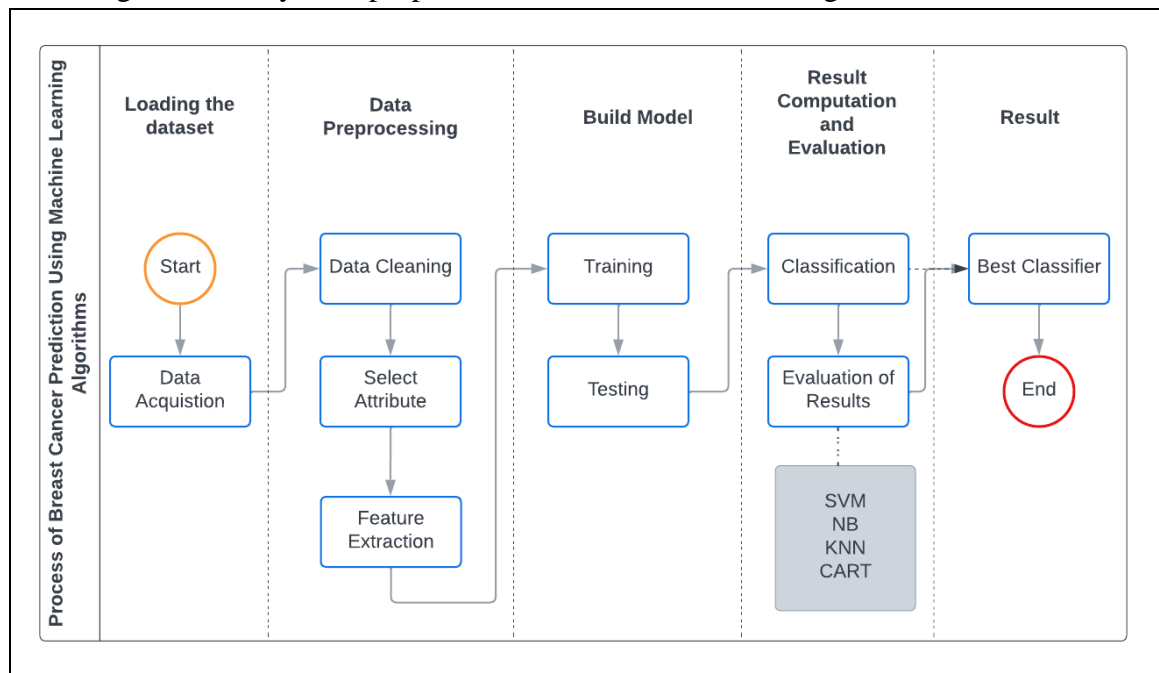 Process of Breast Cancer Prediction Using Machine Learning
Algorithms
Loading the
dataset
Data
Preprocessing
Build Model
Result
Computation
and
Evaluation
Result
Start
Data
Acquistion
Data Cleaning
Select
Attribute
Feature
Extraction
Training
Testing
Classification
Evaluation of
Results
SVM
NB
KNN
CART
Best Classifier
End